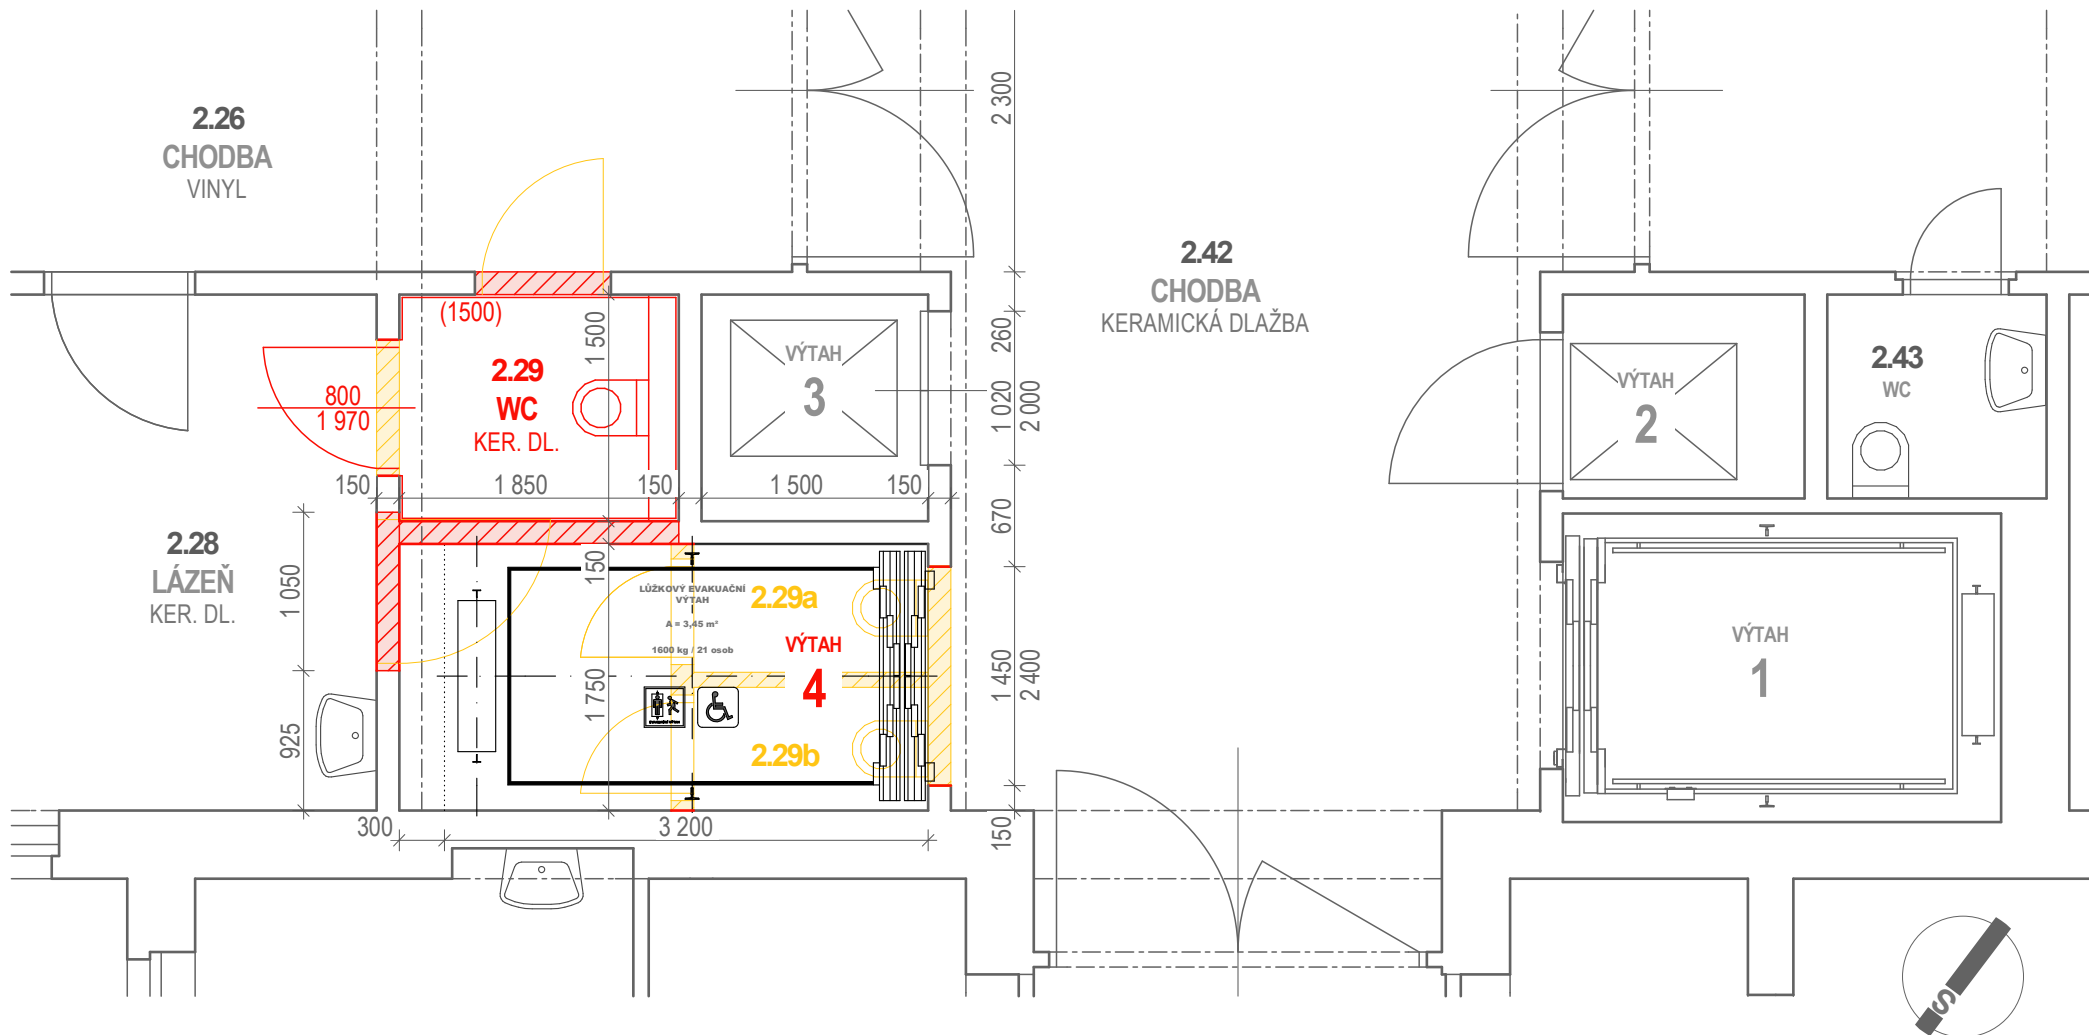 2.26
CHODBA
VINYL
2 300
2.42
CHODBA
KERAMICKÁ DLAŽBA
(1500)
1 500
2.29
WC
KER. DL.
800
1 970
VÝTAH
3
260
1 020
2 000
VÝTAH
2
2.43
WC
150
1 850
150
1 500
150
670
2.28
LÁZEŇ
KER. DL.
1 050
925
150
1 750
LŮŽKOVÝ EVAKUAČNÍ
VÝTAH
A = 3,45 m²
1600 kg / 21 osob
2.29a
VÝTAH
4
2.29b
1 450
2 400
VÝTAH
1
300
3 200
150
S